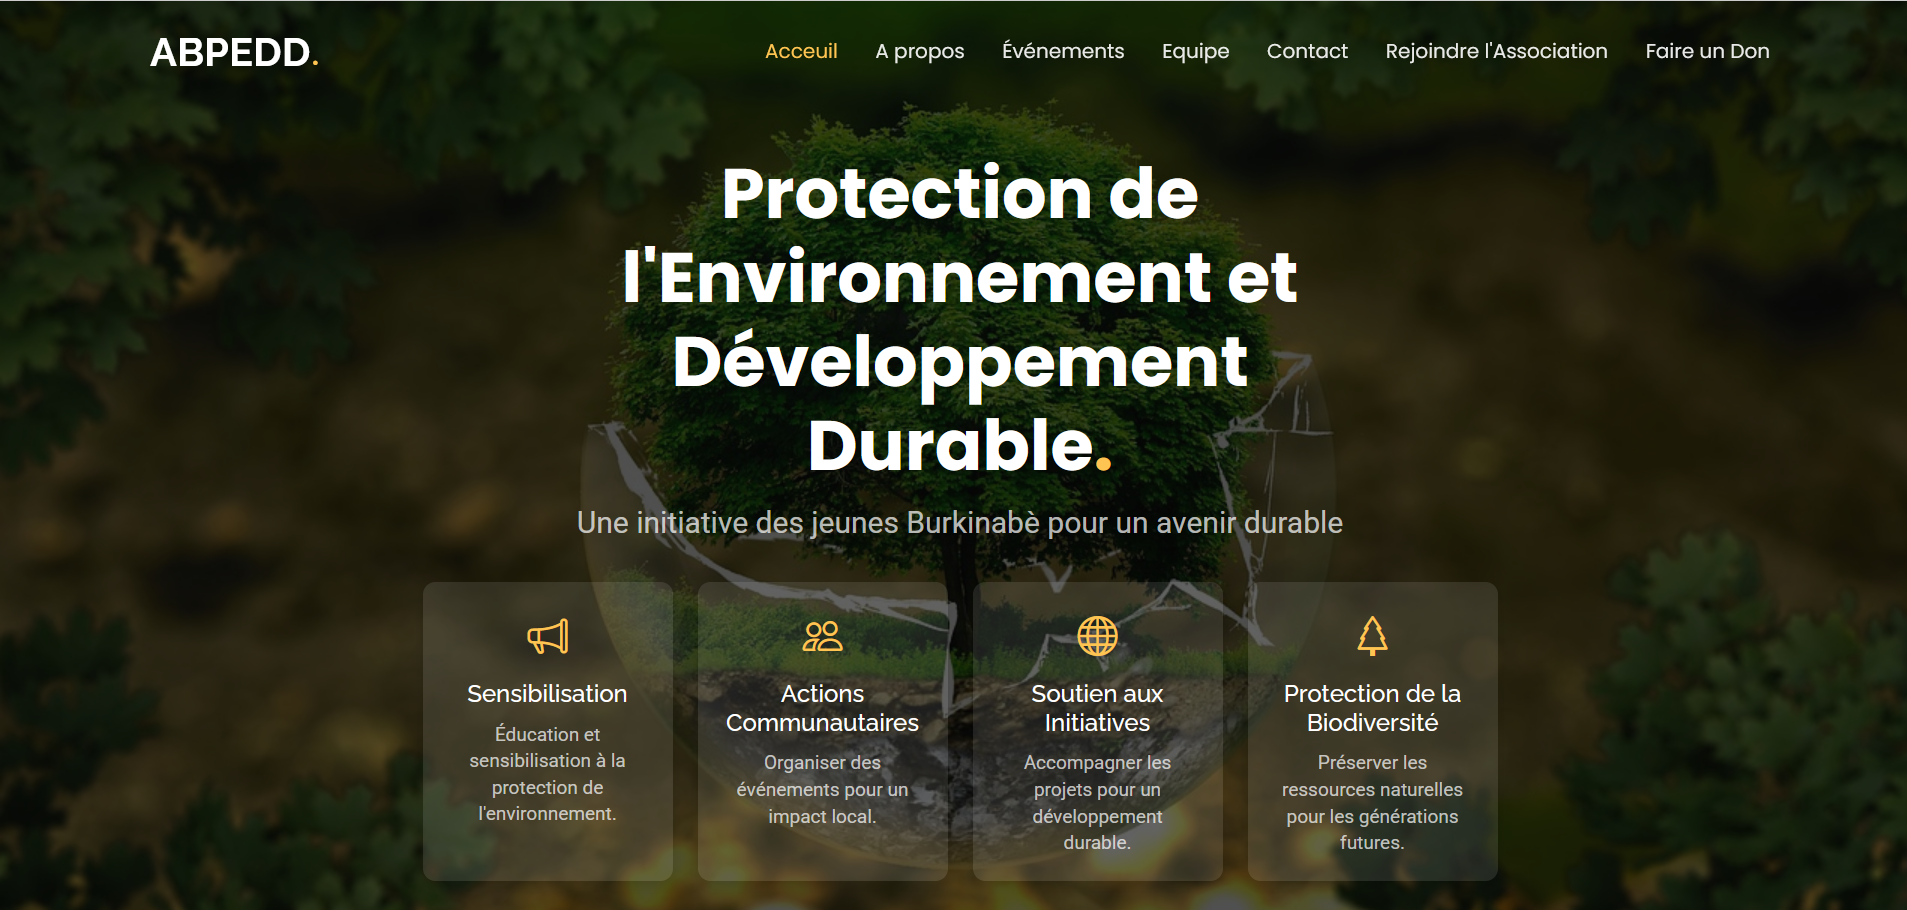 ABPEDD.
Acceuil A propos Événements Equipe Contact Rejoindre l'Association Faire un Don
Protection de
l'Environnement et
Développement
Durable.
Une initiative des jeunes Burkinabè pour un avenir durable
Sensibilisation
Éducation et
sensibilisation à la
protection de
l'environnement.
Actions
Communautaires
Organiser des
événements pour un
impact local.
Soutien aux
Initiatives
Accompagner les
projets pour un
développement
durable.
Protection de la
Biodiversité
Préserver les
ressources naturelles
pour les générations
futures.